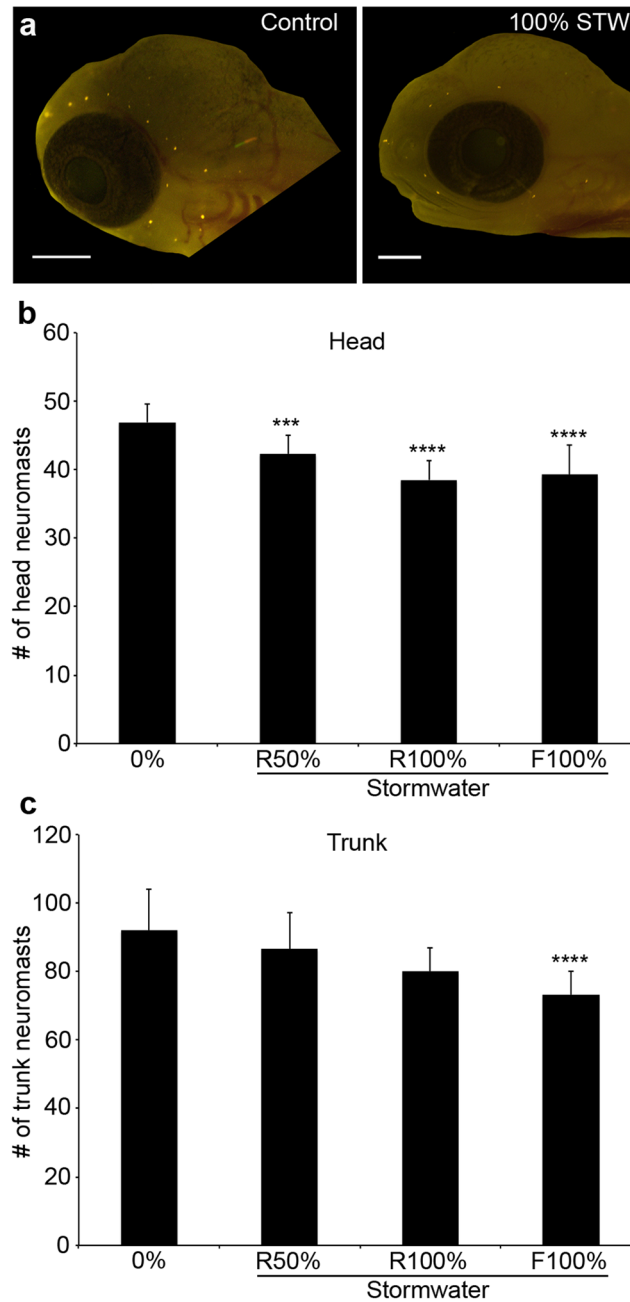 a
Control
100% STW
b
Head
# of head neuromasts
60
50
40
30
20
10
0
***
****
****
0%
R50%
R100%
F100%
Stormwater
c
Trunk
# of trunk neuromasts
120
100
80
60
40
20
0
****
0%
R50%
R100%
F100%
Stormwater